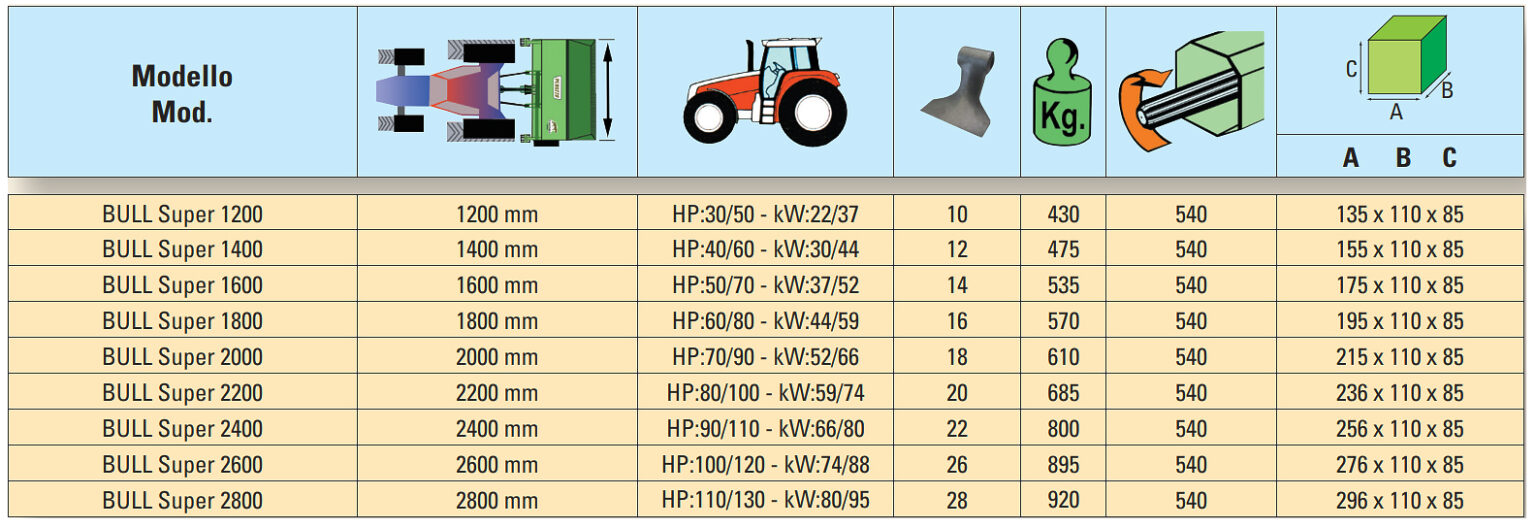 Modello
Mod.
Kg.
C
B
A
A B C
BULL Super 1200 1200 mm HP:30/50 - kW:22/37 10 430 540 135 x 110 x 85
BULL Super 1400 1400 mm HP:40/60 - kW:30/44 12 475 540 155 x 110 x 85
BULL Super 1600 1600 mm HP:50/70 - kW:37/52 14 535 540 175 x 110 x 85
BULL Super 1800 1800 mm HP:60/80 - kW:44/59 16 570 540 195 x 110 x 85
BULL Super 2000 2000 mm HP:70/90 - kW:52/66 18 610 540 215 x 110 x 85
BULL Super 2200 2200 mm HP:80/100 - kW:59/74 20 685 540 236 x 110 x 85
BULL Super 2400 2400 mm HP:90/110 - kW:66/80 22 800 540 256 x 110 x 85
BULL Super 2600 2600 mm HP:100/120 - kW:74/88 26 895 540 276 x 110 x 85
BULL Super 2800 2800 mm HP:110/130 - kW:80/95 28 920 540 296 x 110 x 85